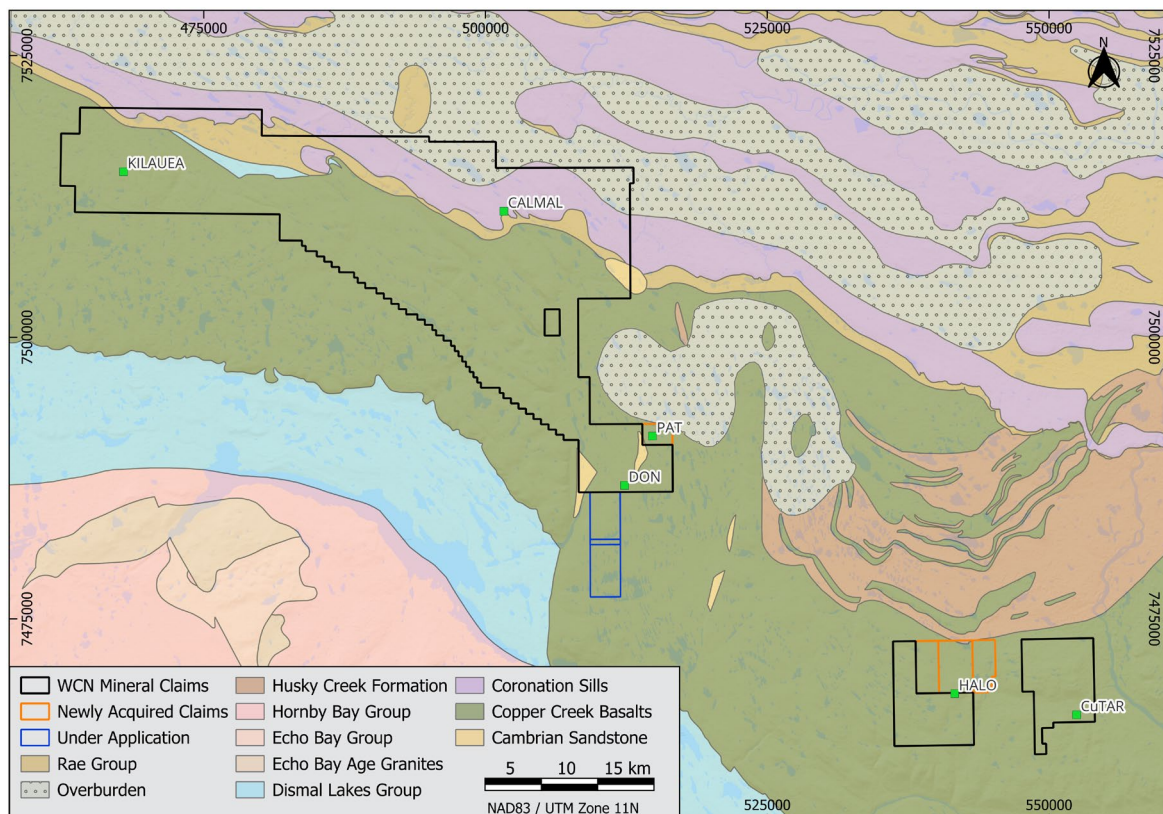 475000 500000 525000 550000
N
7525000 7525000
KILAUEA
CALMAL
7500000 7500000
PAT
DON
7475000 7475000
HALO
CuTAR
WCN Mineral Claims
Newly Acquired Claims
Under Application
Rae Group
Overburden
Husky Creek Formation
Hornby Bay Group
Echo Bay Group
Echo Bay Age Granites
Dismal Lakes Group
Coronation Sills
Copper Creek Basalts
Cambrian Sandstone
5 10 15 km
NAD83 / UTM Zone 11N
525000 550000